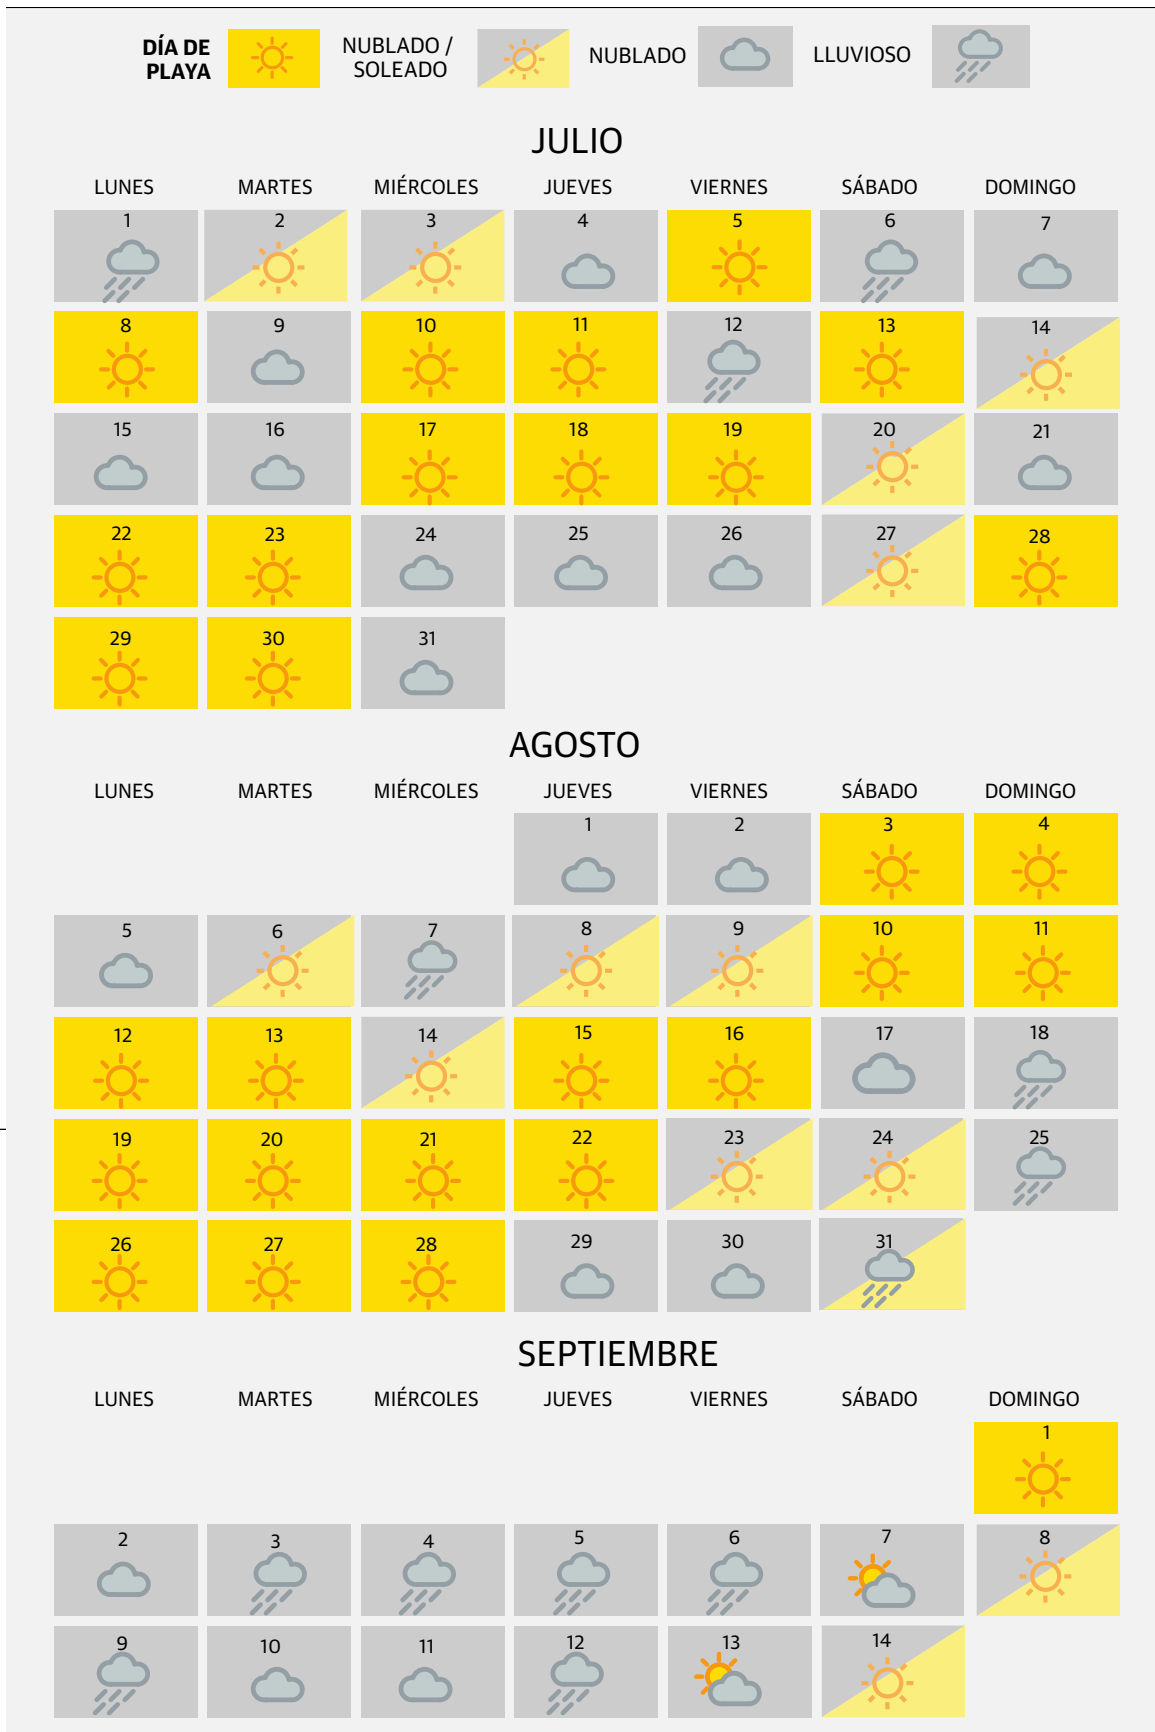 DÍA DE
PLAYA
NUBLADO /
SOLEADO
NUBLADO
LLUVIOSO
JULIO
LUNES MARTES MIÉRCOLES JUEVES VIERNES SÁBADO DOMINGO
1 2 3 4 5 6 7
8 9 10 11 12 13 14
15 16 17 18 19 20 21
22 23 24 25 26 27 28
29 30 31
AGOSTO
LUNES MARTES MIÉRCOLES JUEVES VIERNES SÁBADO DOMINGO
1 2 3 4
5 6 7 8 9 10 11
12 13 14 15 16 17 18
19 20 21 22 23 24 25
26 27 28 29 30 31
SEPTIEMBRE
LUNES MARTES MIÉRCOLES JUEVES VIERNES SÁBADO DOMINGO
1
2 3 4 5 6 7 8
9 10 11 12 13 14